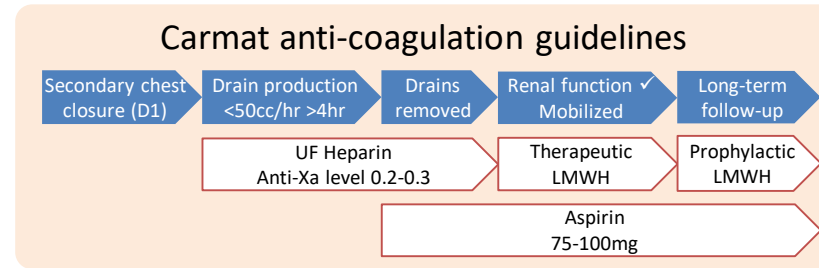 Carmat anti-coagulation guidelines
Secondary chest
closure (D1)
Drain production
<50cc/hr >4hr
Drains
removed
Renal function ✓
Mobilized
Long-term
follow-up
UF Heparin
Anti-Xa level 0.2-0.3
Therapeutic
LMWH
Prophylactic
LMWH
Aspirin
75-100mg